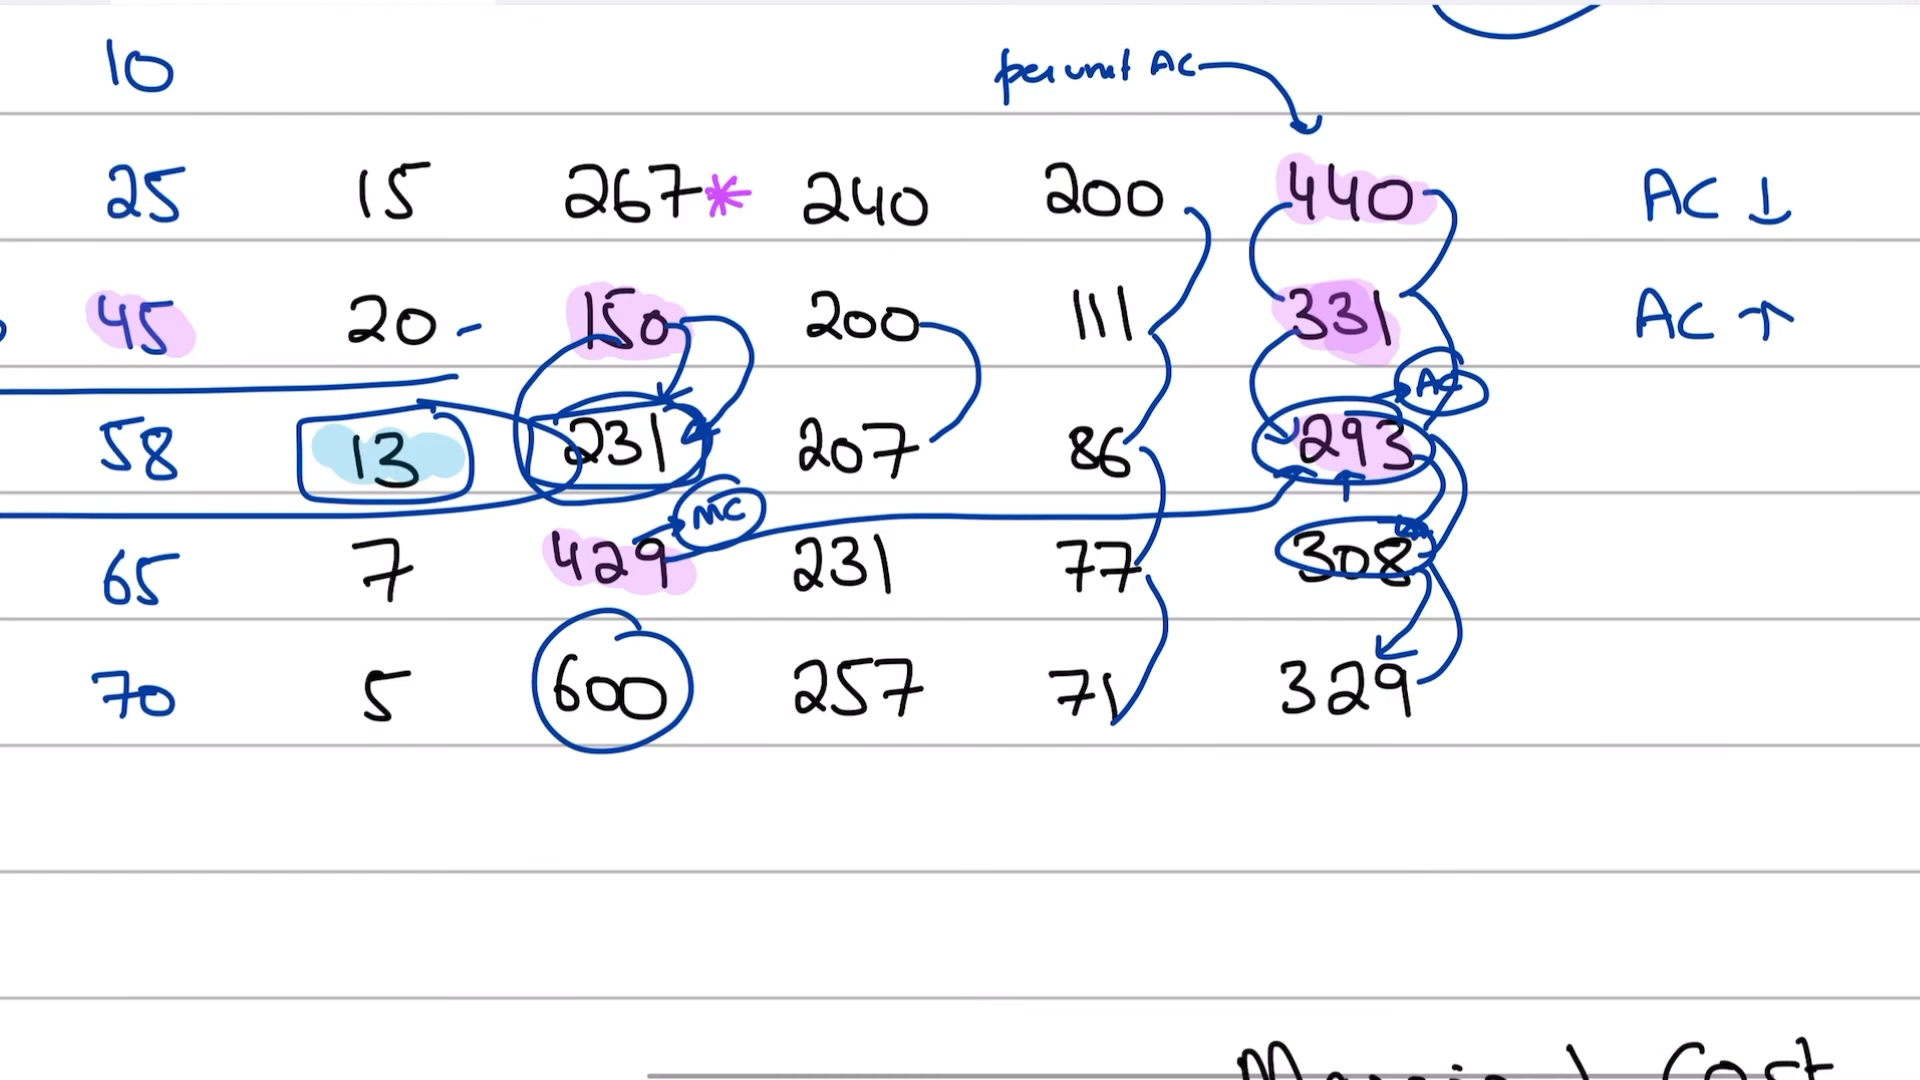 10
per unit AC
25 15 267* 240 200 440 AC ↓
45 20 - 150 200 111 331 AC ↑
AC
58 13 231 207 86 293
MC
65 7 429 231 77 308
70 5 600 257 71 329
Cost